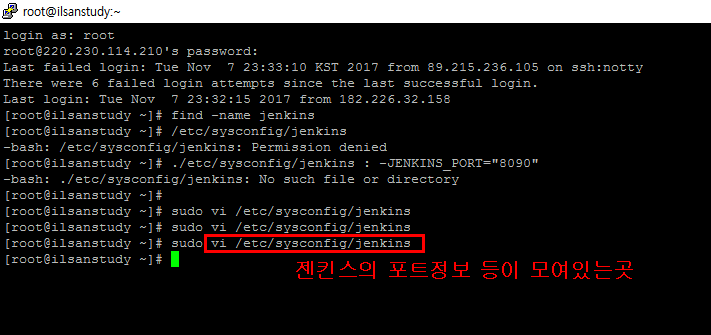 root@ilsanstudy:~
login as: root
root@220.230.114.210's password:
Last failed login: Tue Nov  7 23:33:10 KST 2017 from 89.215.236.105 on ssh:notty
There were 6 failed login attempts since the last successful login.
Last login: Tue Nov  7 23:32:15 2017 from 182.226.32.158
[root@ilsanstudy ~]# find -name jenkins
[root@ilsanstudy ~]# /etc/sysconfig/jenkins
-bash: /etc/sysconfig/jenkins: Permission denied
[root@ilsanstudy ~]# ./etc/sysconfig/jenkins : -JENKINS_PORT="8090"
-bash: ./etc/sysconfig/jenkins: No such file or directory
[root@ilsanstudy ~]#
[root@ilsanstudy ~]# sudo vi /etc/sysconfig/jenkins
[root@ilsanstudy ~]# sudo vi /etc/sysconfig/jenkins
[root@ilsanstudy ~]# sudo vi /etc/sysconfig/jenkins
[root@ilsanstudy ~]#
젠킨스의 포트정보 등이 모여있는곳